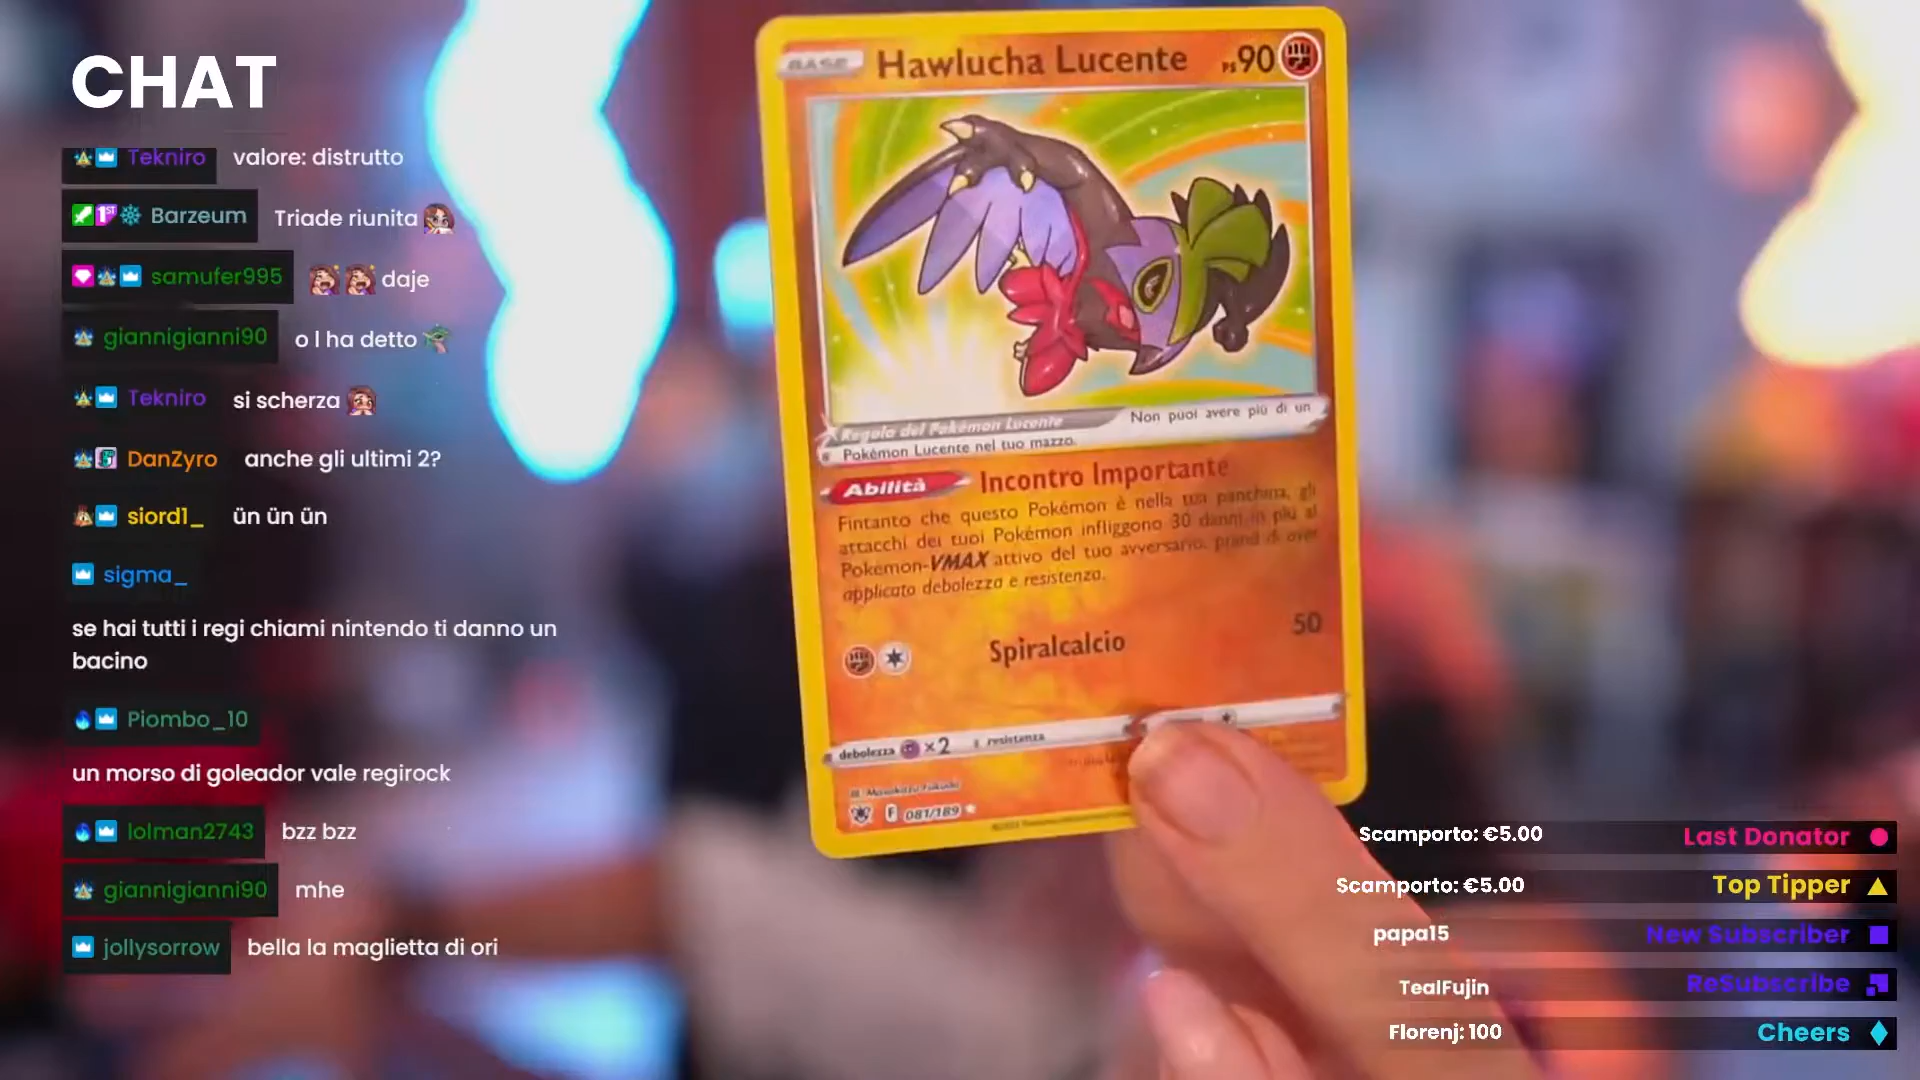 CHAT
Tekniro valore: distrutto
Barzeum Triade riunita
samufer995 daje
giannigianni90 o l ha detto
Tekniro si scherza
DanZyro anche gli ultimi 2?
siord1_ ün ün ün
sigma_
se hai tutti i regi chiami nintendo ti danno un
bacino
Piombo_10
un morso di goleador vale regirock
lolman2743 bzz bzz
giannigianni90 mhe
jollysorrow bella la maglietta di ori
BASE Hawlucha Lucente PS90
Regola del Pokémon Lucente Non puoi avere più di un
Pokémon Lucente nel tuo mazzo.
Abilità Incontro Importante
Fintanto che questo Pokémon è nella tua panchina, gli
attacchi dei tuoi Pokémon infliggono 30 danni in più al
Pokémon-VMAX attivo del tuo avversario, prima di aver
applicato debolezza e resistenza.
Spiralcalcio 50
debolezza ×2 resistenza
F 081/189
Scamporto: €5.00 Last Donator
Scamporto: €5.00 Top Tipper
papa15 New Subscriber
TealFujin ReSubscribe
Florenj: 100 Cheers